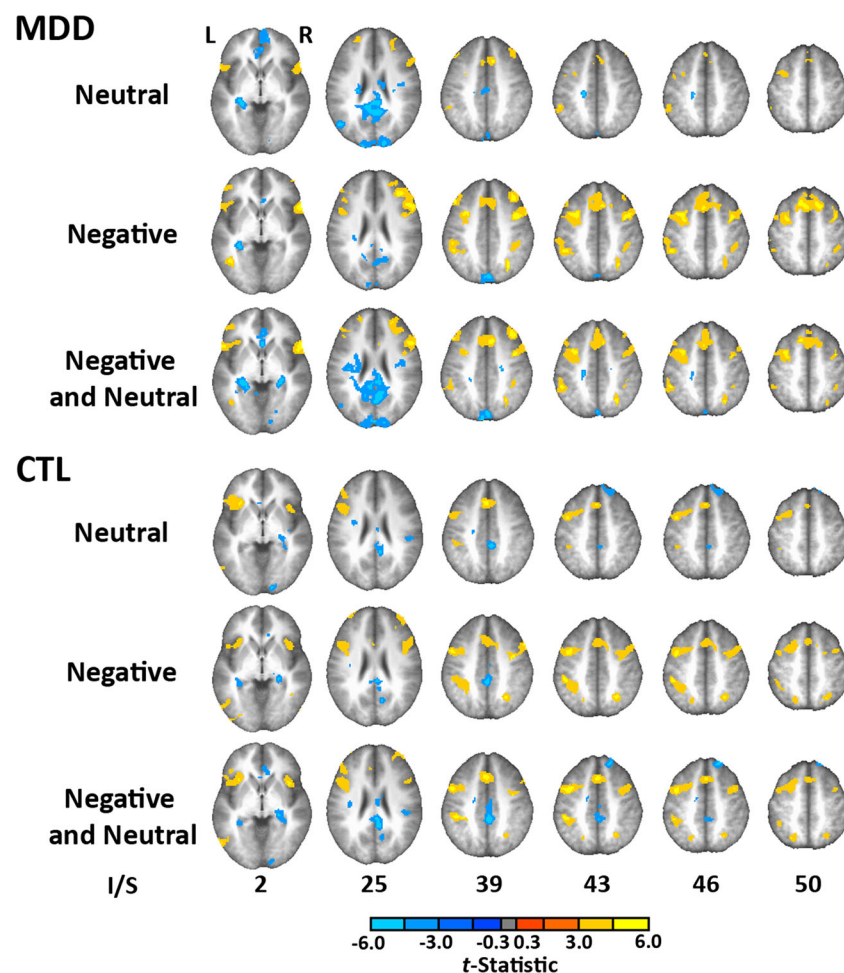 MDD
L R
Neutral
Negative
Negative
and Neutral
CTL
Neutral
Negative
Negative
and Neutral
I/S 2 25 39 43 46 50
-6.0 -3.0 -0.3 0.3 3.0 6.0
t-Statistic